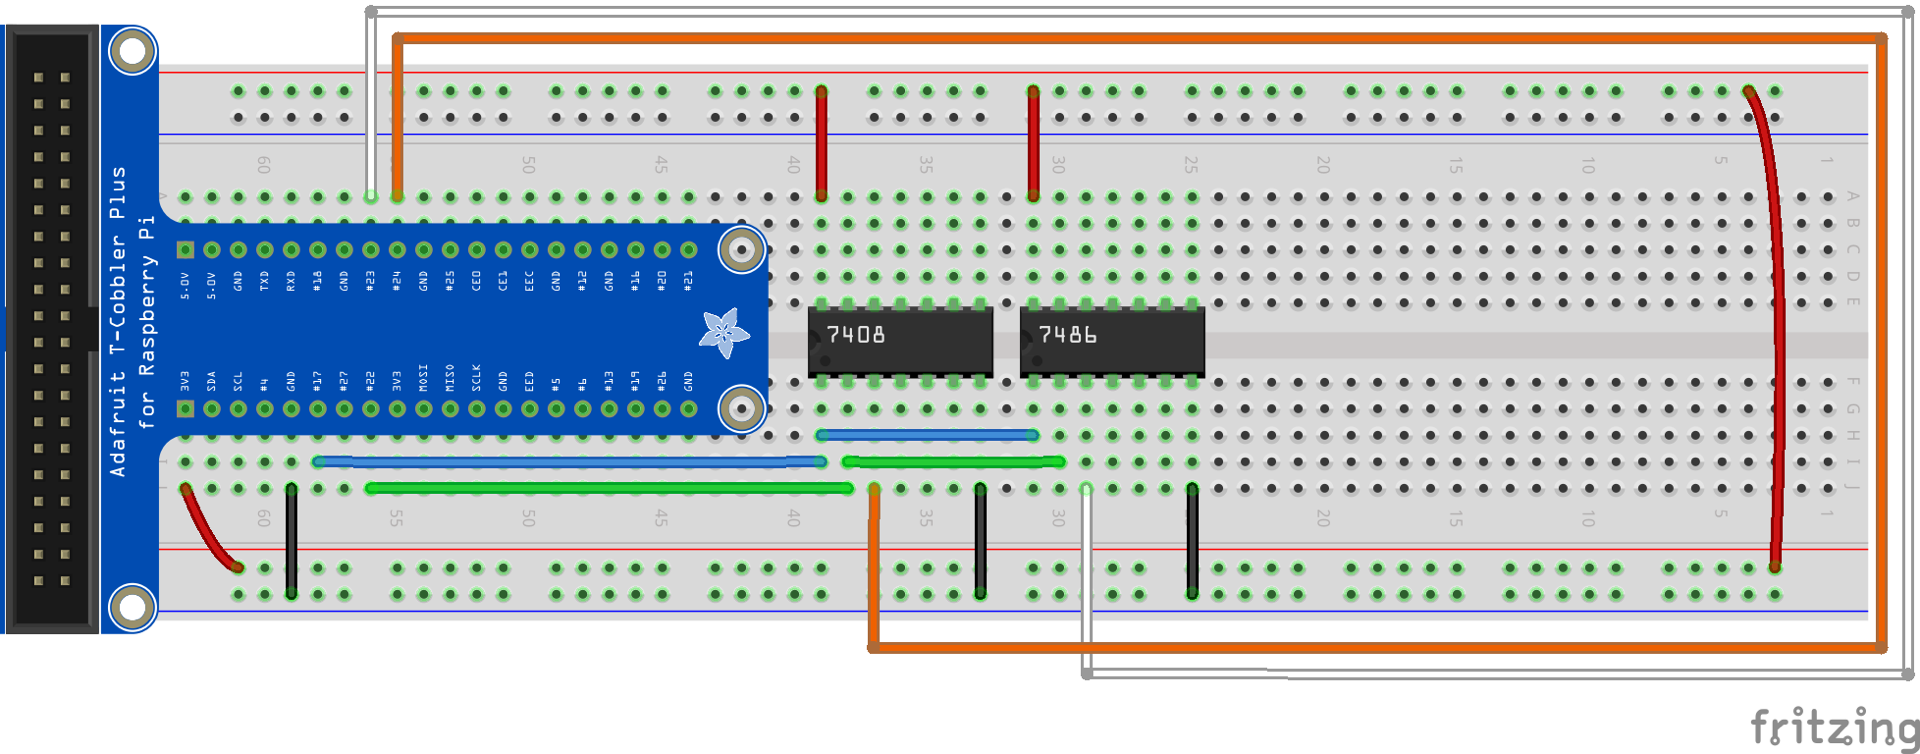 Adafruit T-Cobbler Plus
for Raspberry Pi
60 50 45 40 35 30 25 20 15 10 5 1
A
B
C
D
E
5.0V 5.0V GND TXD RXD #18 GND #23 #24 GND #25 CE0 CE1 EEC GND #12 GND #16 #20 #21
7408 7486
3V3 SDA SCL #4 GND #17 #27 #22 3V3 MOSI MISO SCLK GND EED #5 #6 #13 #19 #26 GND
F
G
H
I
J
60 55 50 45 40 35 30 20 15 10 5 1
fritzing